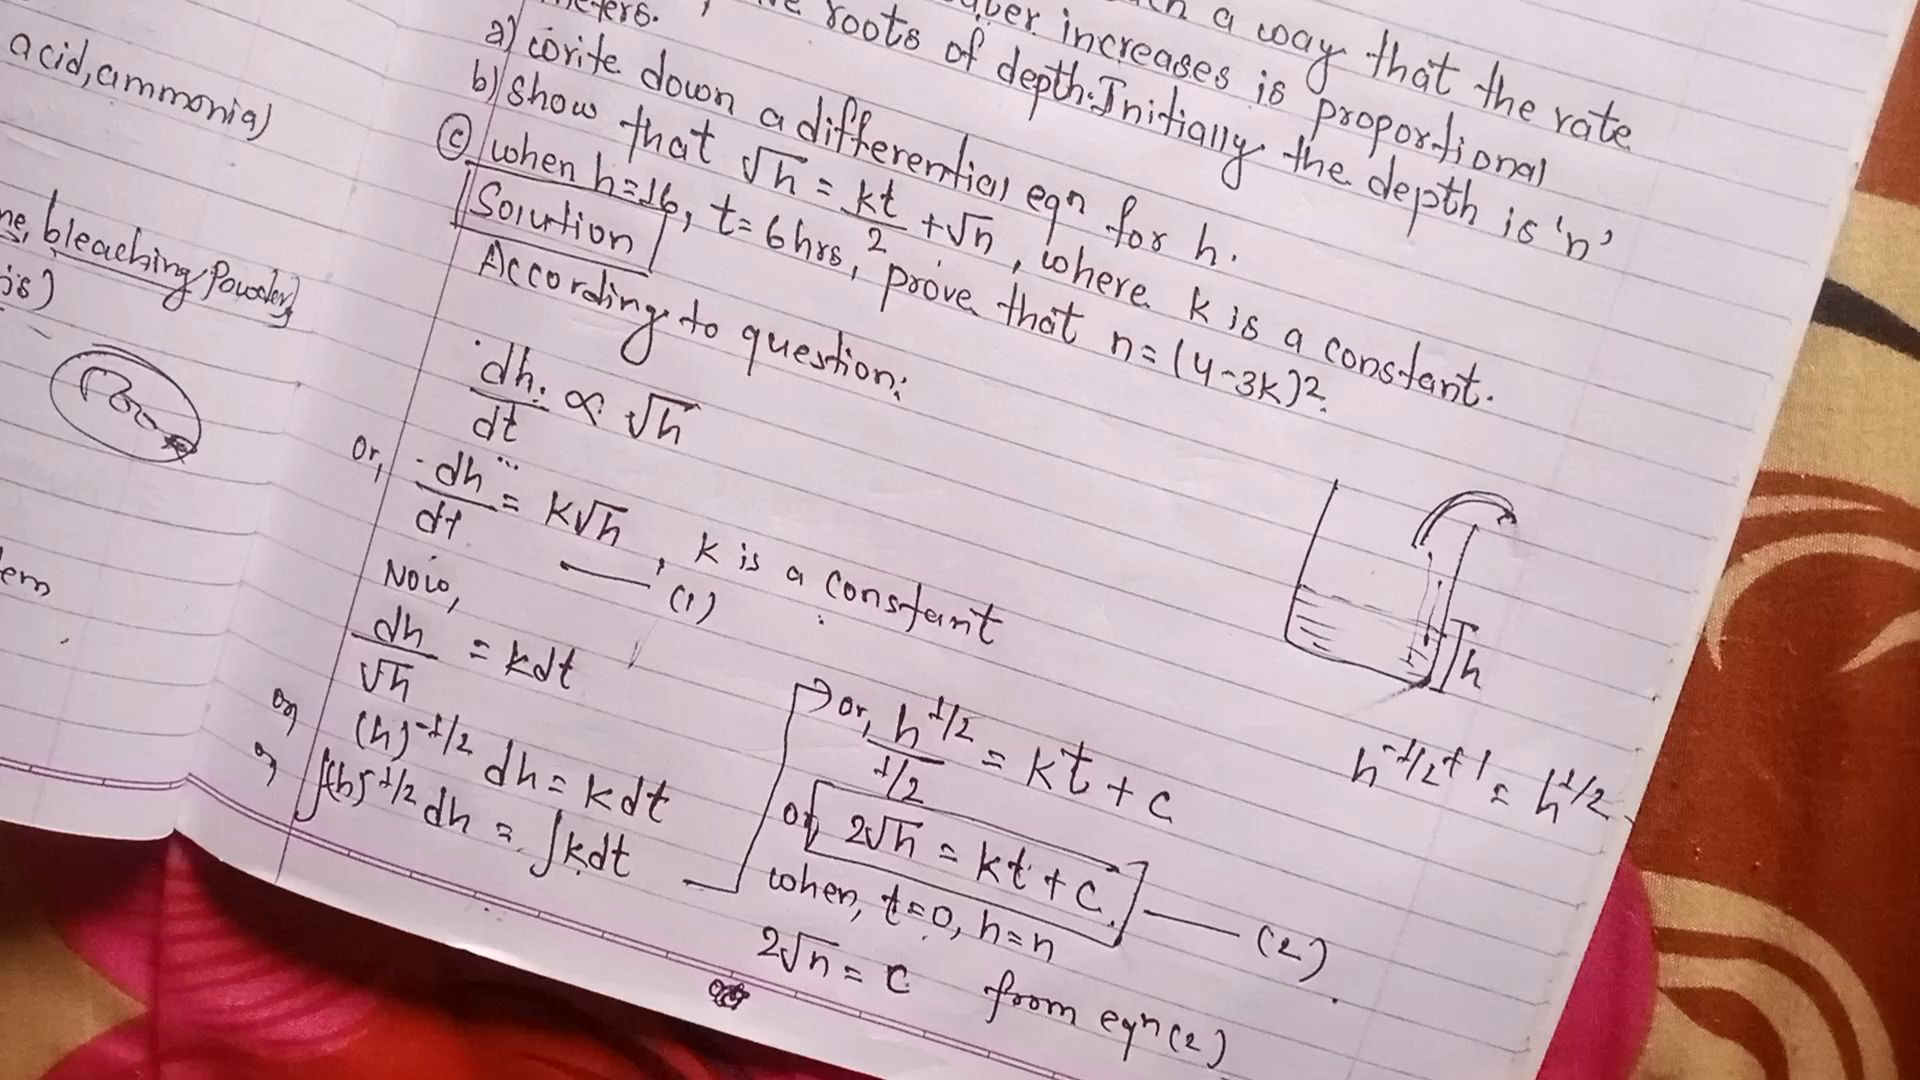 a way that the rate
increases is proportional
roots of depth. Initially the depth is 'n'
meters.
a) write down a differential eqn for h.
b) show that √h = kt/2 + √n, where k is a constant.
c) when h=16, t=6hrs, prove that n=(4-3k)2.
Solution
According to question:
dh/dt ∝ √h
or, dh/dt = k√h, k is a constant
(1)
Now,
dh/√h = kdt
or (h)^-1/2 dh = kdt
or ∫(h)^-1/2 dh = ∫kdt
or, h^1/2 / 1/2 = kt + c
or, 2√h = kt + c. (2)
when, t=0, h=n
2√n = c from eqn (2)
h
h^-1/2+1 = h^1/2
acid, ammonia)
bleaching Powder)